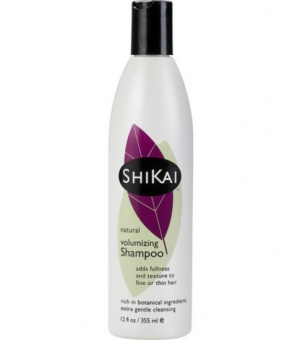 SHIKAI
natural
volumizing
Shampoo
adds fullness
and texture to
fine or thin hair
rich in botanical ingredients
extra gentle cleansing
12 fl oz / 355 ml e